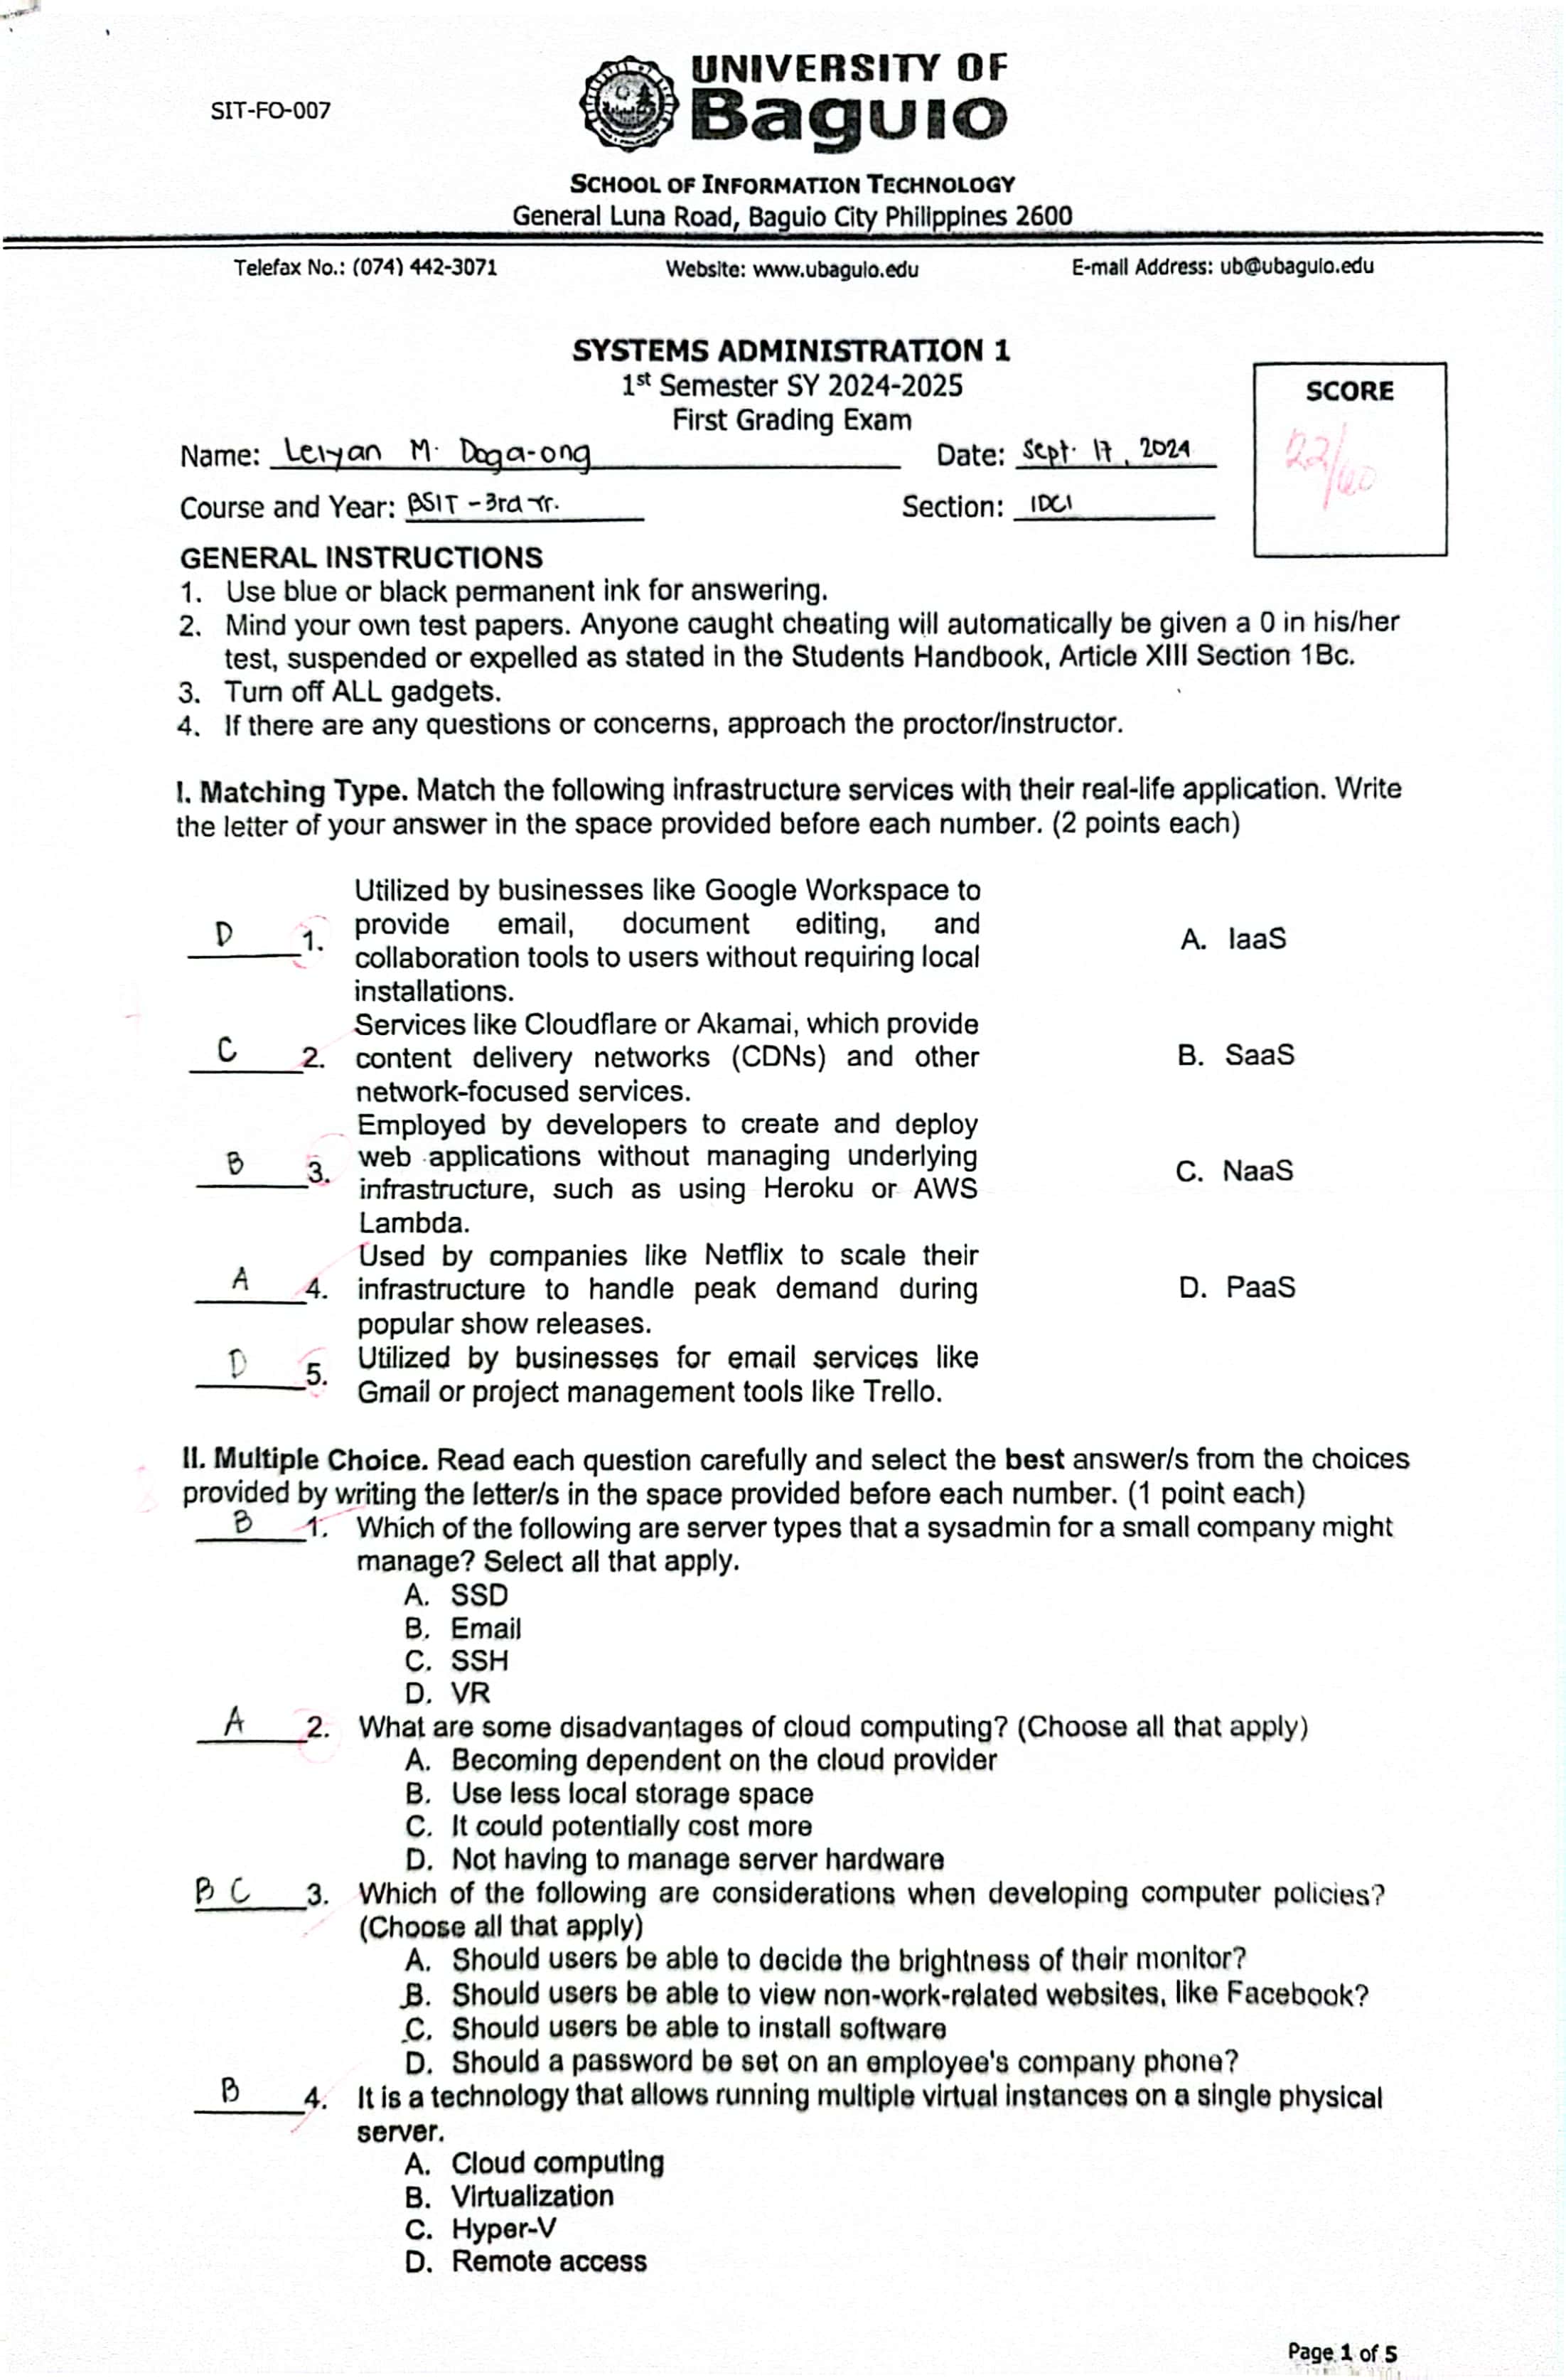 SIT-FO-007
UNIVERSITY OF
Baguio
SCHOOL OF INFORMATION TECHNOLOGY
General Luna Road, Baguio City Philippines 2600
Telefax No.: (074) 442-3071 Website: www.ubaguio.edu E-mail Address: ub@ubaguio.edu
SYSTEMS ADMINISTRATION 1
1st Semester SY 2024-2025
First Grading Exam
SCORE
22/60
Name: Leiyan M. Doga-ong Date: Sept. 17, 2024
Course and Year: BSIT - 3rd Yr. Section: IDC1
GENERAL INSTRUCTIONS
1. Use blue or black permanent ink for answering.
2. Mind your own test papers. Anyone caught cheating will automatically be given a 0 in his/her
test, suspended or expelled as stated in the Students Handbook, Article XIII Section 1Bc.
3. Turn off ALL gadgets.
4. If there are any questions or concerns, approach the proctor/instructor.
I. Matching Type. Match the following infrastructure services with their real-life application. Write
the letter of your answer in the space provided before each number. (2 points each)
D 1. Utilized by businesses like Google Workspace to
provide email, document editing, and
collaboration tools to users without requiring local
installations.
A. IaaS
C 2. Services like Cloudflare or Akamai, which provide
content delivery networks (CDNs) and other
network-focused services.
B. SaaS
B 3. Employed by developers to create and deploy
web applications without managing underlying
infrastructure, such as using Heroku or AWS
Lambda.
C. NaaS
A 4. Used by companies like Netflix to scale their
infrastructure to handle peak demand during
popular show releases.
D. PaaS
D 5. Utilized by businesses for email services like
Gmail or project management tools like Trello.
II. Multiple Choice. Read each question carefully and select the best answer/s from the choices
provided by writing the letter/s in the space provided before each number. (1 point each)
B 1. Which of the following are server types that a sysadmin for a small company might
manage? Select all that apply.
A. SSD
B. Email
C. SSH
D. VR
A 2. What are some disadvantages of cloud computing? (Choose all that apply)
A. Becoming dependent on the cloud provider
B. Use less local storage space
C. It could potentially cost more
D. Not having to manage server hardware
B C 3. Which of the following are considerations when developing computer policies?
(Choose all that apply)
A. Should users be able to decide the brightness of their monitor?
B. Should users be able to view non-work-related websites, like Facebook?
C. Should users be able to install software
D. Should a password be set on an employee's company phone?
B 4. It is a technology that allows running multiple virtual instances on a single physical
server.
A. Cloud computing
B. Virtualization
C. Hyper-V
D. Remote access
Page 1 of 5